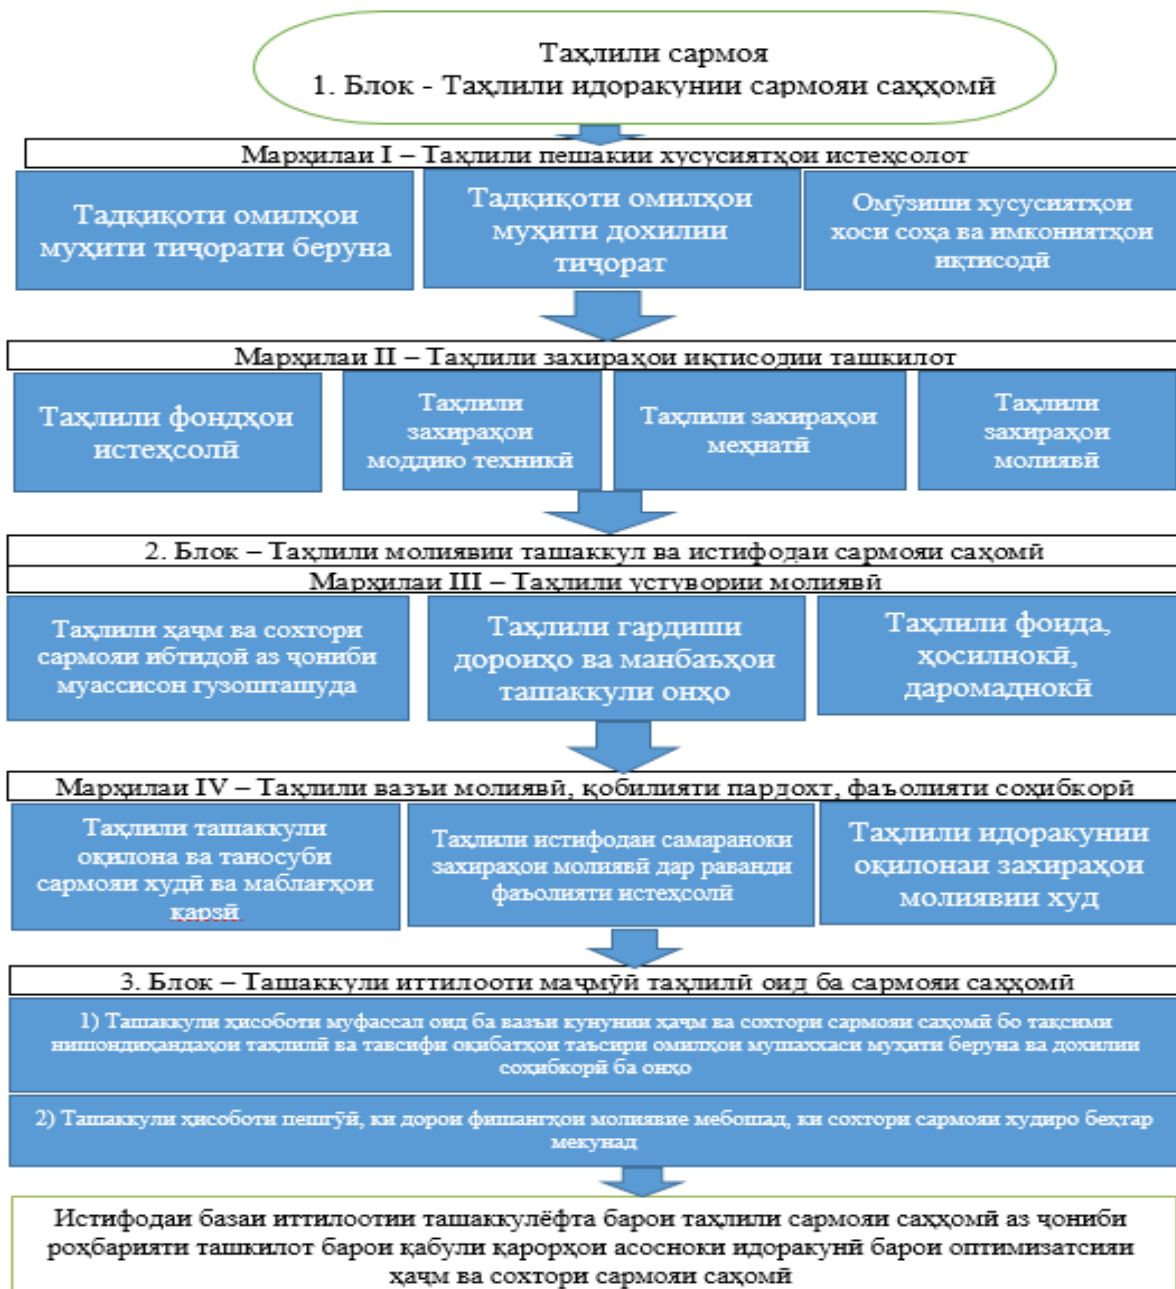 Таҳлили сармоя
1. Блок - Таҳлили идоракунии сармояи саҳҳомӣ
Марҳилаи I – Таҳлили пешакии хусусиятҳои истеҳсолот
Тадқиқоти омилҳои
муҳити тиҷорати беруна
Тадқиқоти омилҳои
муҳити дохилии
тиҷорат
Омӯзиши хусусиятҳои
хоси соҳа ва имкониятҳои
иқтисодӣ
Марҳилаи II – Таҳлили захираҳои иқтисодии ташкилот
Таҳлили фондҳои
истеҳсолӣ
Таҳлили
захираҳои
моддию техникӣ
Таҳлили захираҳои
меҳнатӣ
Таҳлили
захираҳои
молиявӣ
2. Блок – Таҳлили молиявии ташаккул ва истифодаи сармояи саҳомӣ
Марҳилаи III – Таҳлили устувории молиявӣ
Таҳлили ҳаҷм ва сохтори
сармояи ибтидоӣ аз ҷониби
муассисон гузошташуда
Таҳлили гардиши
дороиҳо ва манбаъҳои
ташаккули онҳо
Таҳлили фоида,
ҳосилнокӣ,
даромаднокӣ
Марҳилаи IV – Таҳлили вазъи молиявӣ, қобилияти пардохт, фаъолияти соҳибкорӣ
Таҳлили ташаккули
оқилона ва таносуби
сармояи худӣ ва маблағҳои
қарзӣ
Таҳлили истифодаи самараноки
захираҳои молиявӣ дар раванди
фаъолияти истеҳсолӣ
Таҳлили идоракунии
оқилонаи захираҳои
молиявии худ
3. Блок – Ташаккули иттилооти маҷмӯӣ таҳлилӣ оид ба сармояи саҳҳомӣ
1) Ташаккули ҳисоботи муфассал оид ба вазъи кунунии ҳаҷм ва сохтори сармояи саҳомӣ бо тақсими
нишондиҳандаҳои таҳлилӣ ва тавсифи оқибатҳои таъсири омилҳои мушаххаси муҳити беруна ва дохилии
соҳибкорӣ ба онҳо
2) Ташаккули ҳисоботи пешгӯӣ, ки дорои фишангҳои молиявие мебошад, ки сохтори сармояи худиро беҳтар
мекунад
Истифодаи базаи иттилоотии ташаккулёфта барои таҳлили сармояи саҳҳомӣ аз ҷониби
роҳбарияти ташкилот барои қабули қарорҳои асосноки идоракунӣ барои оптимизатсияи
ҳаҷм ва сохтори сармояи саҳомӣ